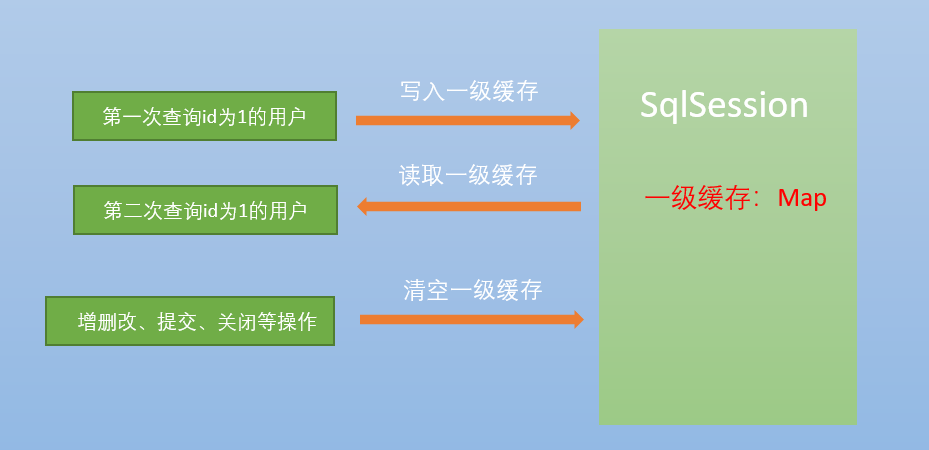 写入一级缓存
第一次查询id为1的用户
SqlSession
读取一级缓存
第二次查询id为1的用户
一级缓存：Map
清空一级缓存
增删改、提交、关闭等操作